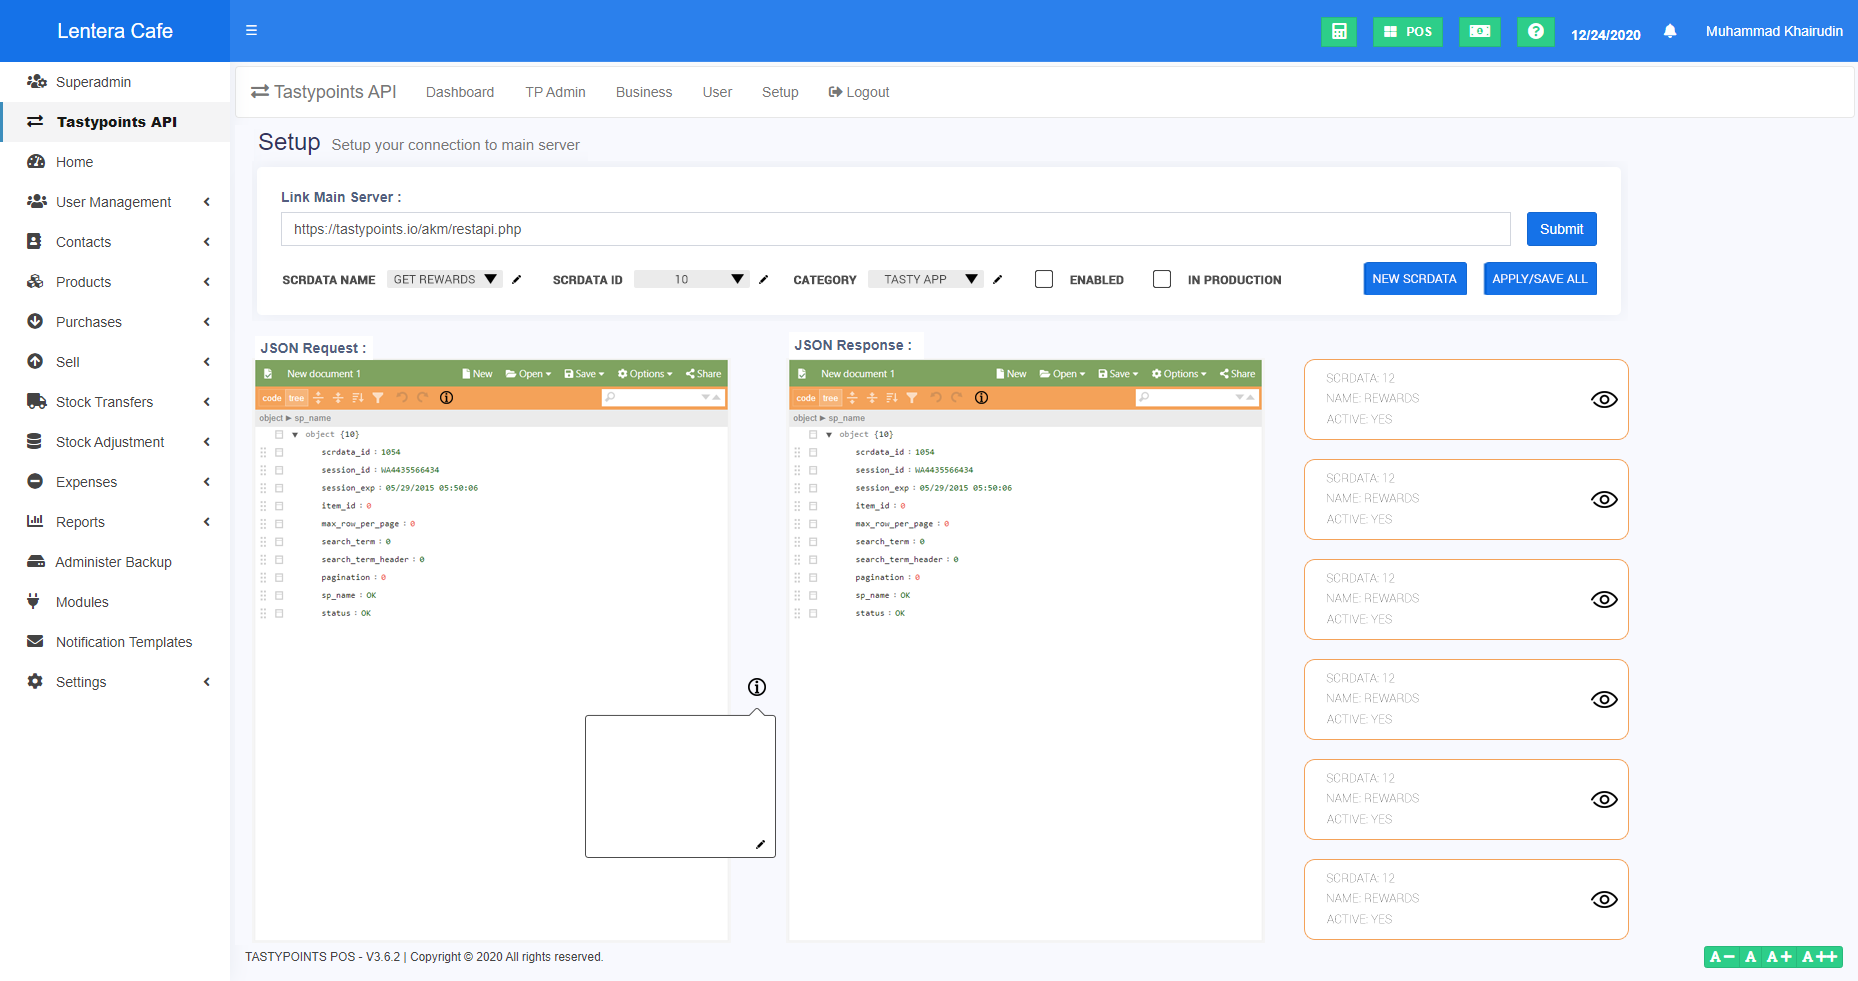 Lentera Cafe
POS
12/24/2020
Muhammad Khairudin
Superadmin
Tastypoints API
Home
User Management
Contacts
Products
Purchases
Sell
Stock Transfers
Stock Adjustment
Expenses
Reports
Administer Backup
Modules
Notification Templates
Settings
Tastypoints API Dashboard TP Admin Business User Setup Logout
Setup Setup your connection to main server
Link Main Server :
https://tastypoints.io/akm/restapi.php
Submit
SCRDATA NAME GET REWARDS SCRDATA ID 10 CATEGORY TASTY APP ENABLED IN PRODUCTION NEW SCRDATA APPLY/SAVE ALL
JSON Request :
New document 1 New Open Save Options Share
code tree
object ▶ sp_name
▼ object {10}
scrdata_id : 1054
session_id : WA4435566434
session_exp : 05/29/2015 05:50:06
item_id : 0
max_row_per_page : 0
search_term : 0
search_term_header : 0
pagination : 0
sp_name : OK
status : OK
JSON Response :
New document 1 New Open Save Options Share
code tree
object ▶ sp_name
▼ object {10}
scrdata_id : 1054
session_id : WA4435566434
session_exp : 05/29/2015 05:50:06
item_id : 0
max_row_per_page : 0
search_term : 0
search_term_header : 0
pagination : 0
sp_name : OK
status : OK
SCRDATA: 12
NAME: REWARDS
ACTIVE: YES
SCRDATA: 12
NAME: REWARDS
ACTIVE: YES
SCRDATA: 12
NAME: REWARDS
ACTIVE: YES
SCRDATA: 12
NAME: REWARDS
ACTIVE: YES
SCRDATA: 12
NAME: REWARDS
ACTIVE: YES
SCRDATA: 12
NAME: REWARDS
ACTIVE: YES
TASTYPOINTS POS - V3.6.2 | Copyright © 2020 All rights reserved.
A- A A+ A++